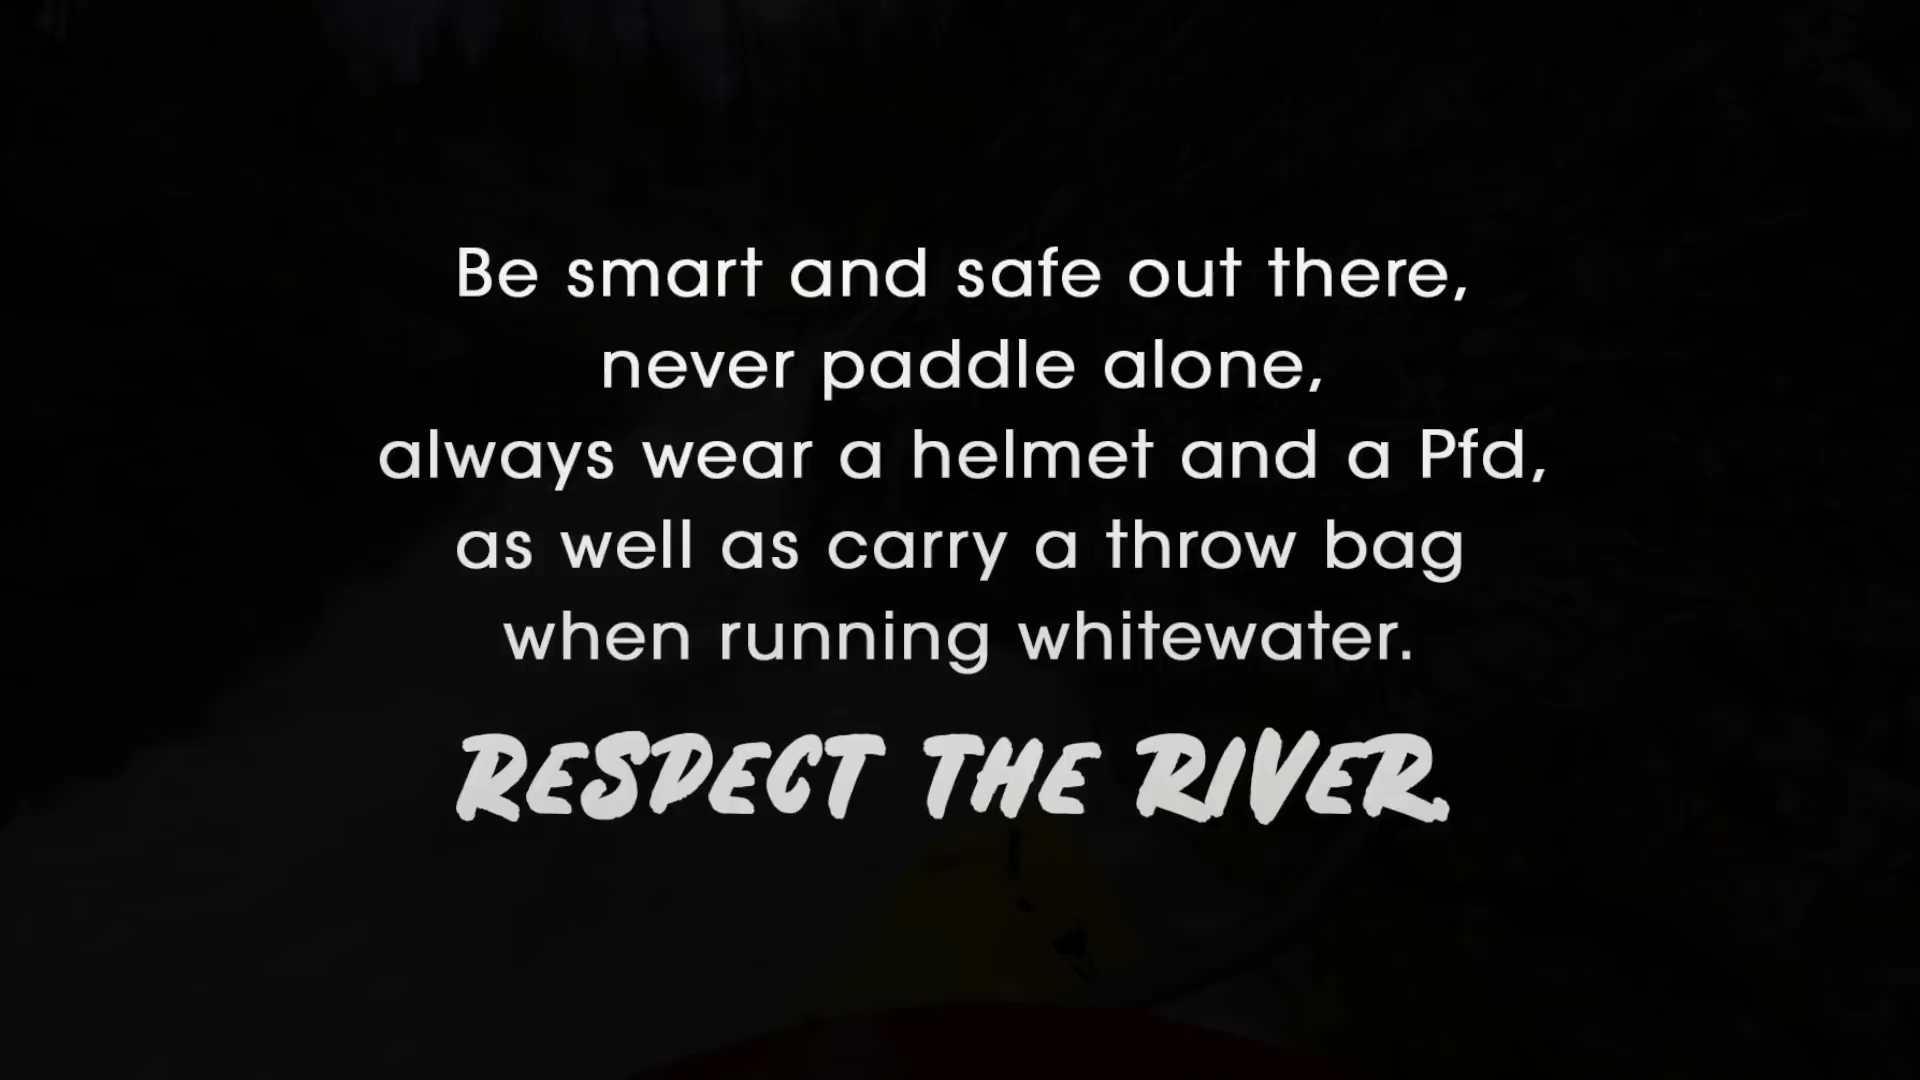 Be smart and safe out there,
never paddle alone,
always wear a helmet and a Pfd,
as well as carry a throw bag
when running whitewater.
RESPECT THE RIVER.